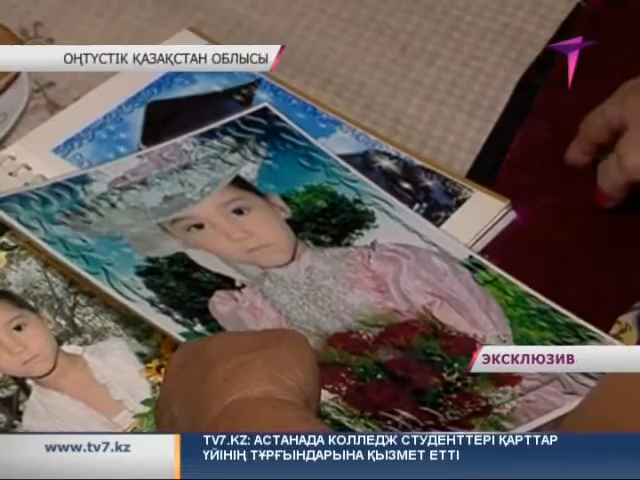 ОҢТҮСТІК ҚАЗАҚСТАН ОБЛЫСЫ
ЭКСКЛЮЗИВ
www.tv7.kz
TV7.KZ: АСТАНАДА КОЛЛЕДЖ СТУДЕНТТЕРІ ҚАРТТАР
ҮЙІНІҢ ТҰРҒЫНДАРЫНА ҚЫЗМЕТ ЕТТІ